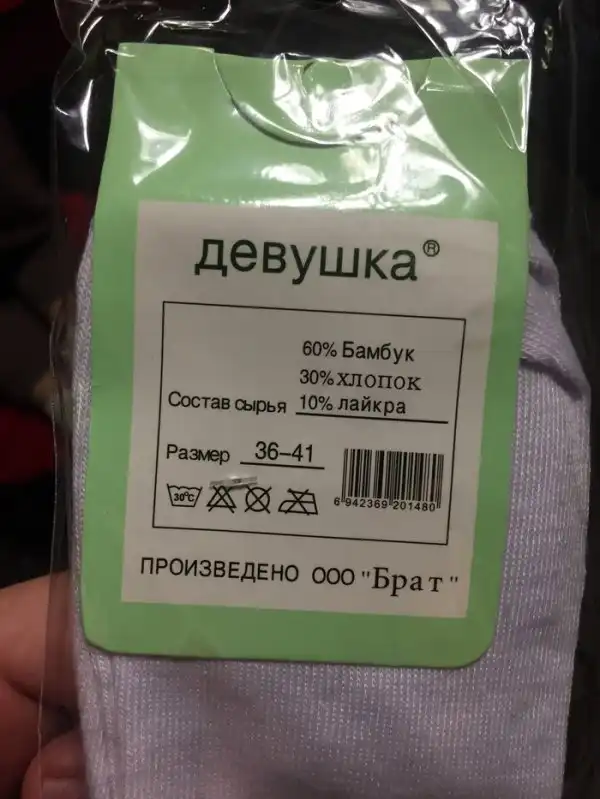 девушка®
60% Бамбук
30% хлопок
Состав сырья 10% лайкра
Размер 36–41
30°C
6 942369 201480
ПРОИЗВЕДЕНО ООО "Брат"